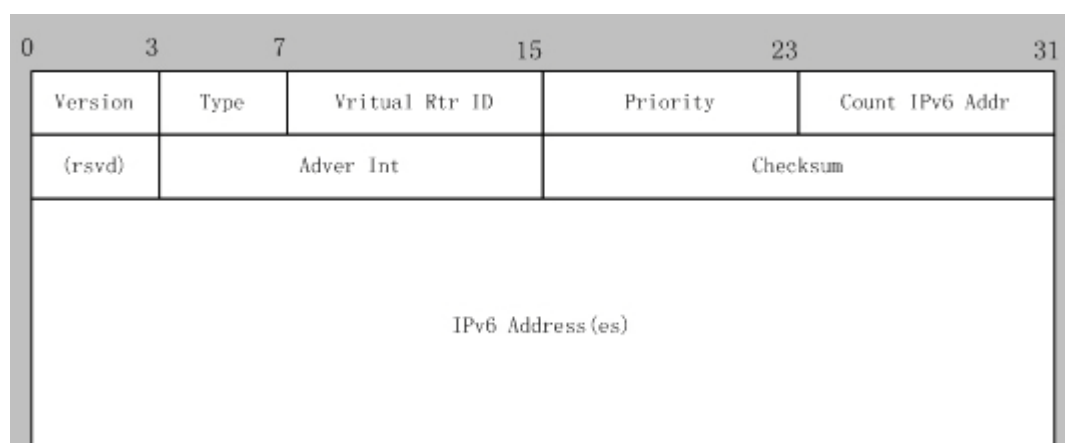 0 3 7 15 23 31
Version Type Vritual Rtr ID Priority Count IPv6 Addr
(rsvd) Adver Int Checksum
IPv6 Address(es)